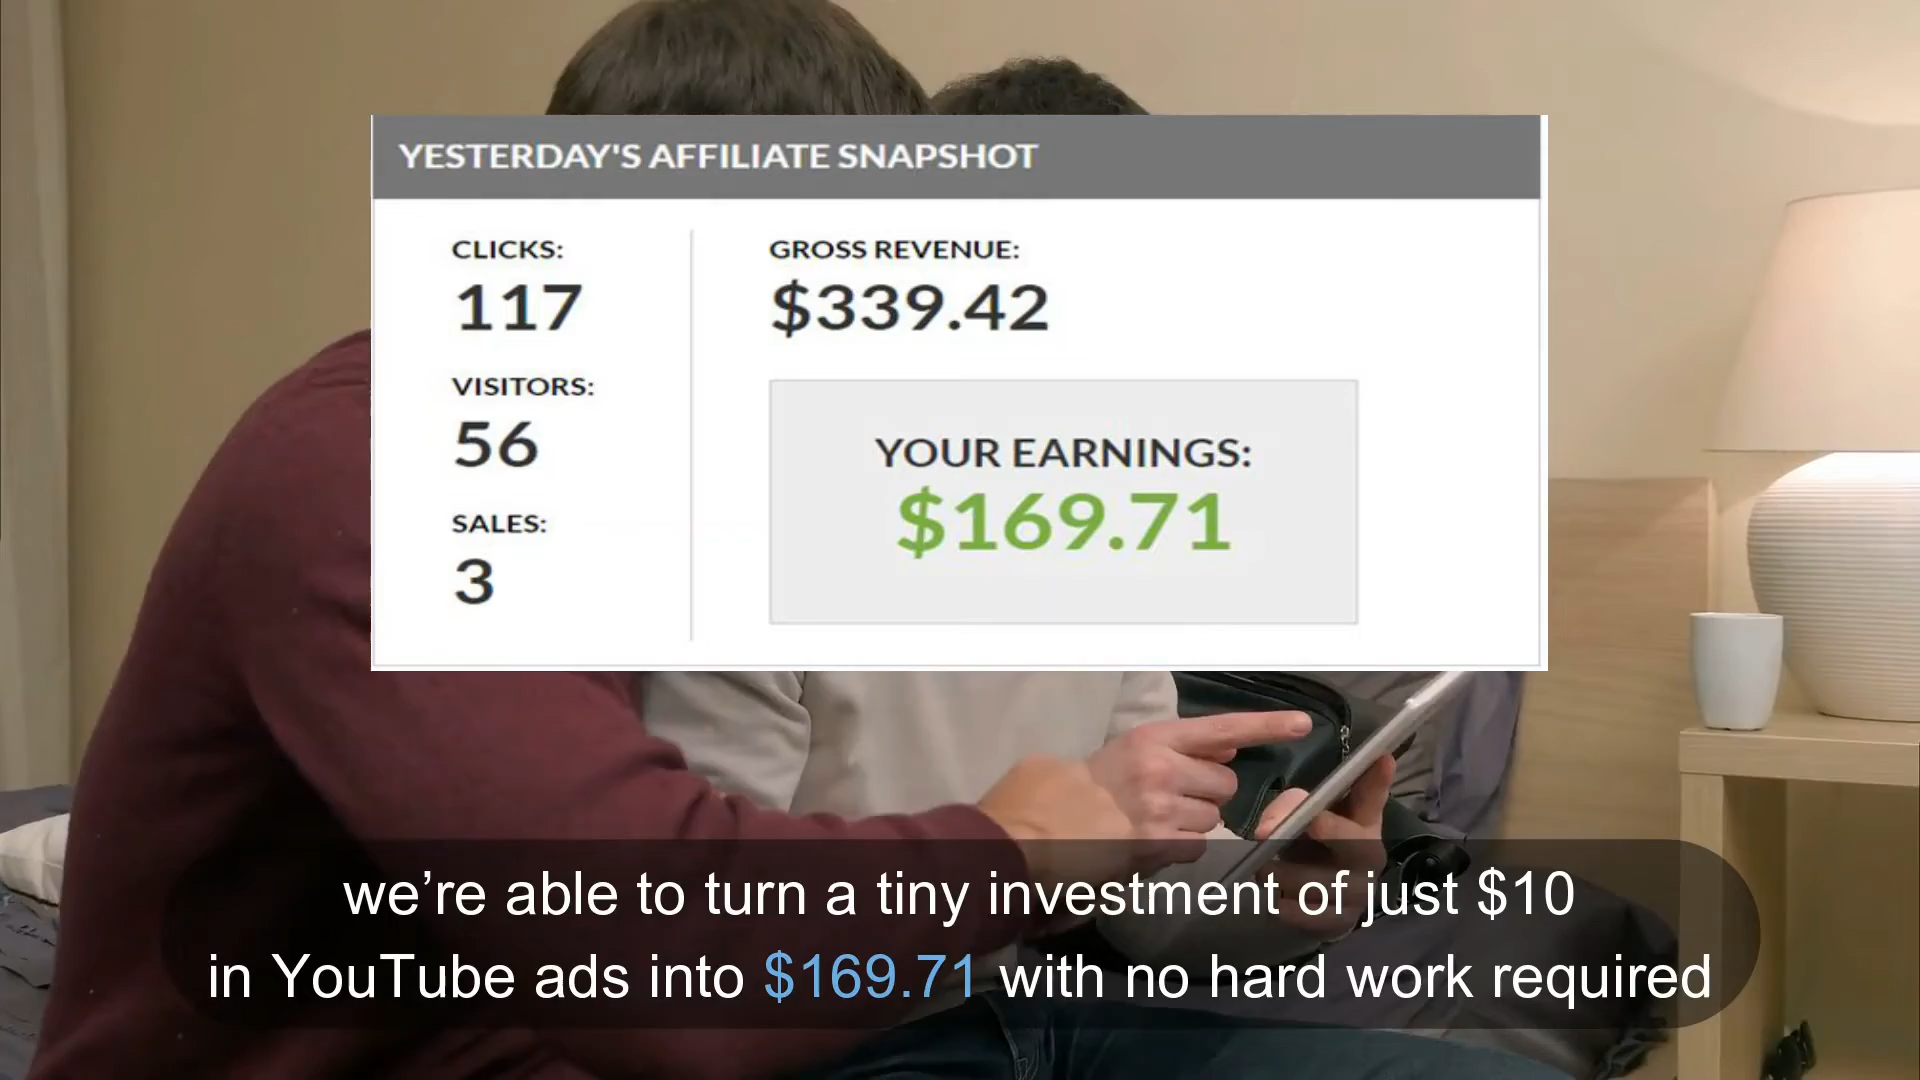 YESTERDAY'S AFFILIATE SNAPSHOT
CLICKS:
117
VISITORS:
56
SALES:
3
GROSS REVENUE:
$339.42
YOUR EARNINGS:
$169.71
we’re able to turn a tiny investment of just $10
in YouTube ads into $169.71 with no hard work required